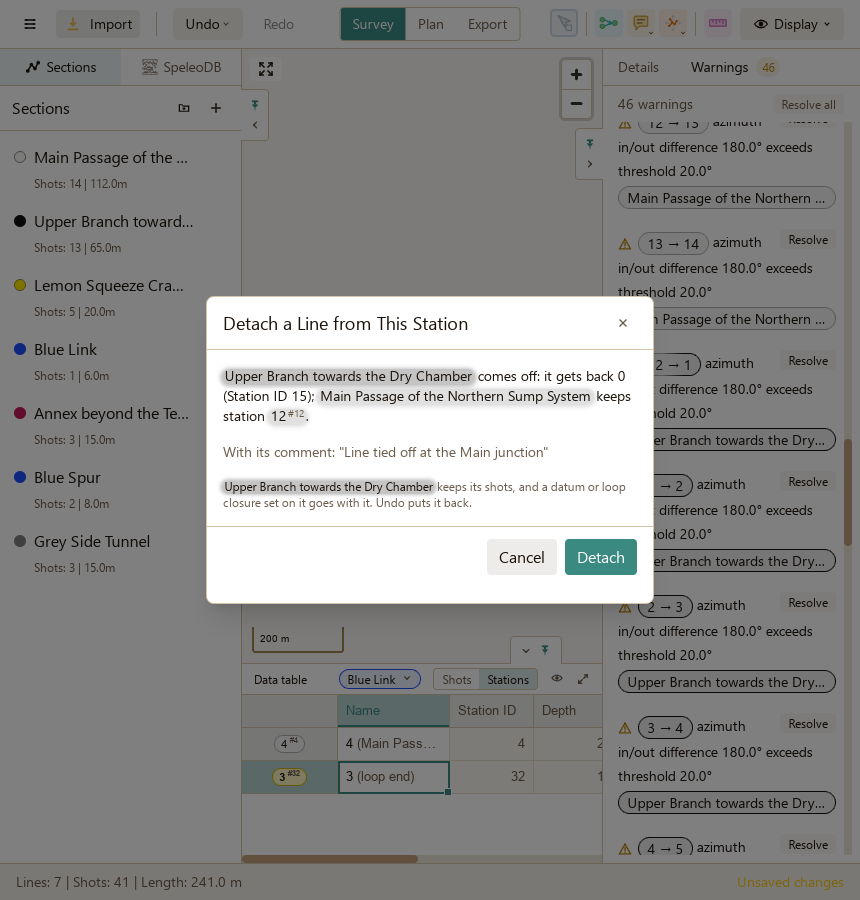 Import
Undo
Redo
Survey
Plan
Export
Display
Sections
SpeleoDB
Details
Warnings 46
Sections
46 warnings
Resolve all
Main Passage of the ...
Shots: 14 | 112.0m
Upper Branch toward...
Shots: 13 | 65.0m
Lemon Squeeze Cra...
Shots: 5 | 20.0m
Blue Link
Shots: 1 | 6.0m
Annex beyond the Te...
Shots: 3 | 15.0m
Blue Spur
Shots: 2 | 8.0m
Grey Side Tunnel
Shots: 3 | 15.0m
12 → 13 azimuth
Resolve
in/out difference 180.0° exceeds
threshold 20.0°
Main Passage of the Northern ...
13 → 14 azimuth
Resolve
in/out difference 180.0° exceeds
threshold 20.0°
n Passage of the Northern ...
2 → 1 azimuth
Resolve
ut difference 180.0° exceeds
shold 20.0°
per Branch towards the Dry...
→ 2 azimuth
Resolve
ut difference 180.0° exceeds
shold 20.0°
per Branch towards the Dry...
2 → 3 azimuth
Resolve
in/out difference 180.0° exceeds
threshold 20.0°
Upper Branch towards the Dry...
3 → 4 azimuth
Resolve
in/out difference 180.0° exceeds
threshold 20.0°
Upper Branch towards the Dry...
4 → 5 azimuth
Resolve
Detach a Line from This Station
×
Upper Branch towards the Dry Chamber comes off: it gets back 0
(Station ID 15); Main Passage of the Northern Sump System keeps
station 12 #12.
With its comment: "Line tied off at the Main junction"
Upper Branch towards the Dry Chamber keeps its shots, and a datum or loop
closure set on it goes with it. Undo puts it back.
Cancel
Detach
200 m
Data table
Blue Link
Shots
Stations
Name
Station ID
Depth
4 #4
4 (Main Pass...
4
2
3 #32
3 (loop end)
32
1
Lines: 7 | Shots: 41 | Length: 241.0 m
Unsaved changes